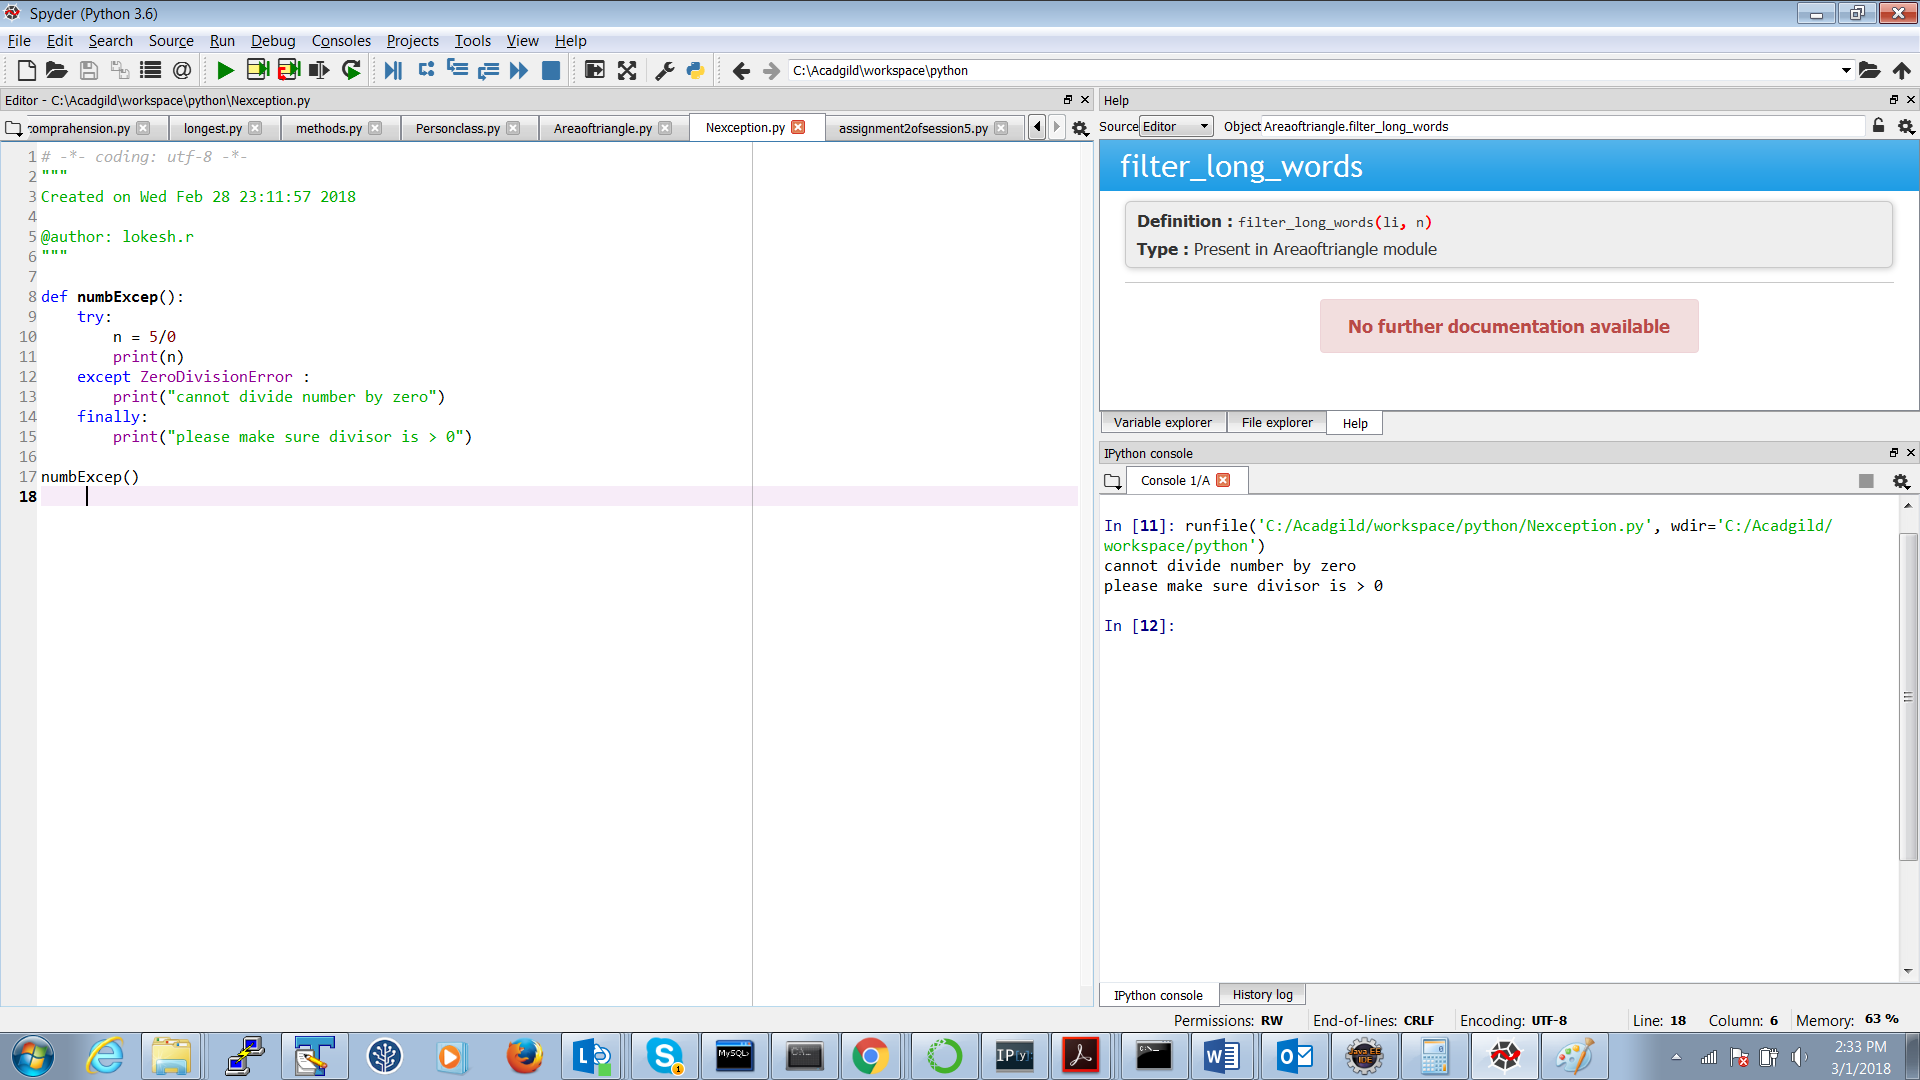 Spyder (Python 3.6)
File Edit Search Source Run Debug Consoles Projects Tools View Help
C:\Acadgild\workspace\python
Editor - C:\Acadgild\workspace\python\Nexception.py
comprahension.py longest.py methods.py Personclass.py Areaoftriangle.py Nexception.py assignment2ofsession5.py
1 # -*- coding: utf-8 -*-
2 """
3 Created on Wed Feb 28 23:11:57 2018
4
5 @author: lokesh.r
6 """
7
8 def numbExcep():
9     try:
10         n = 5/0
11         print(n)
12     except ZeroDivisionError :
13         print("cannot divide number by zero")
14     finally:
15         print("please make sure divisor is > 0")
16
17 numbExcep()
18
Help
Source Editor Object Areaoftriangle.filter_long_words
filter_long_words
Definition : filter_long_words(li, n)
Type : Present in Areaoftriangle module
No further documentation available
Variable explorer File explorer Help
IPython console
Console 1/A
In [11]: runfile('C:/Acadgild/workspace/python/Nexception.py', wdir='C:/Acadgild/
workspace/python')
cannot divide number by zero
please make sure divisor is > 0
In [12]:
IPython console History log
Permissions: RW End-of-lines: CRLF Encoding: UTF-8 Line: 18 Column: 6 Memory: 63 %
MySQL
C:\.
IP[y]:
C:\.
Java EE
IDE
2:33 PM
3/1/2018